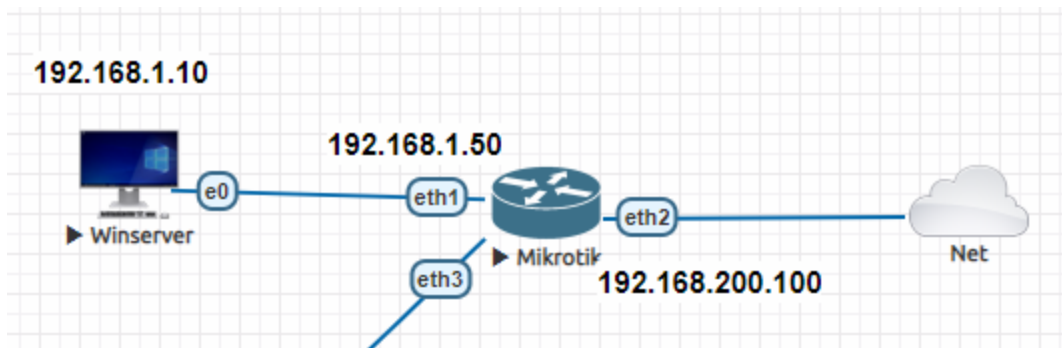 192.168.1.10
192.168.1.50
e0
eth1
eth2
Winserver
Mikrotik
Net
eth3
192.168.200.100